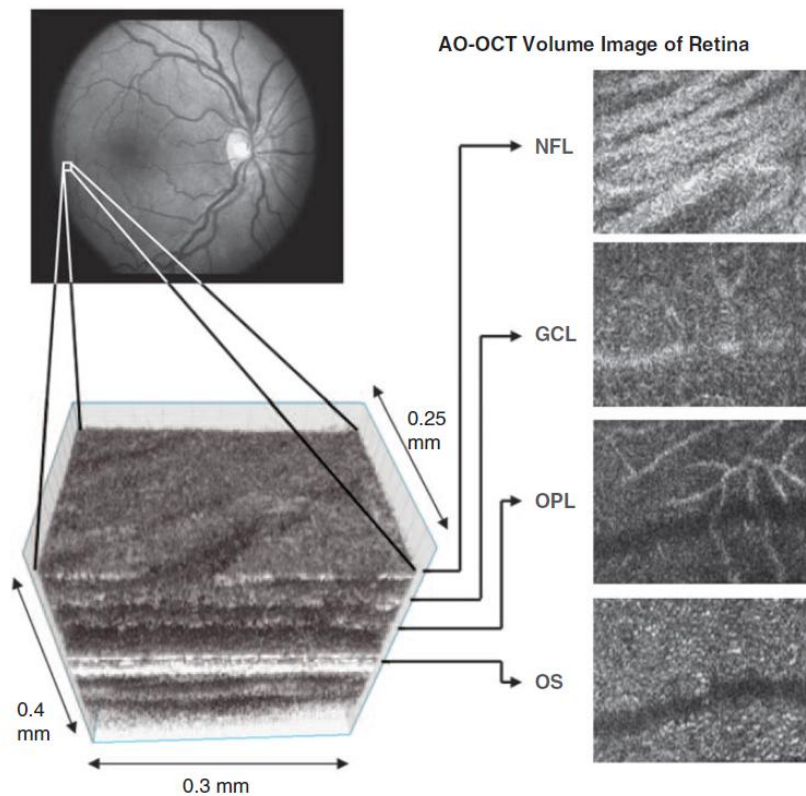 AO-OCT Volume Image of Retina
NFL
GCL
0.25
mm
OPL
OS
0.4
mm
0.3 mm